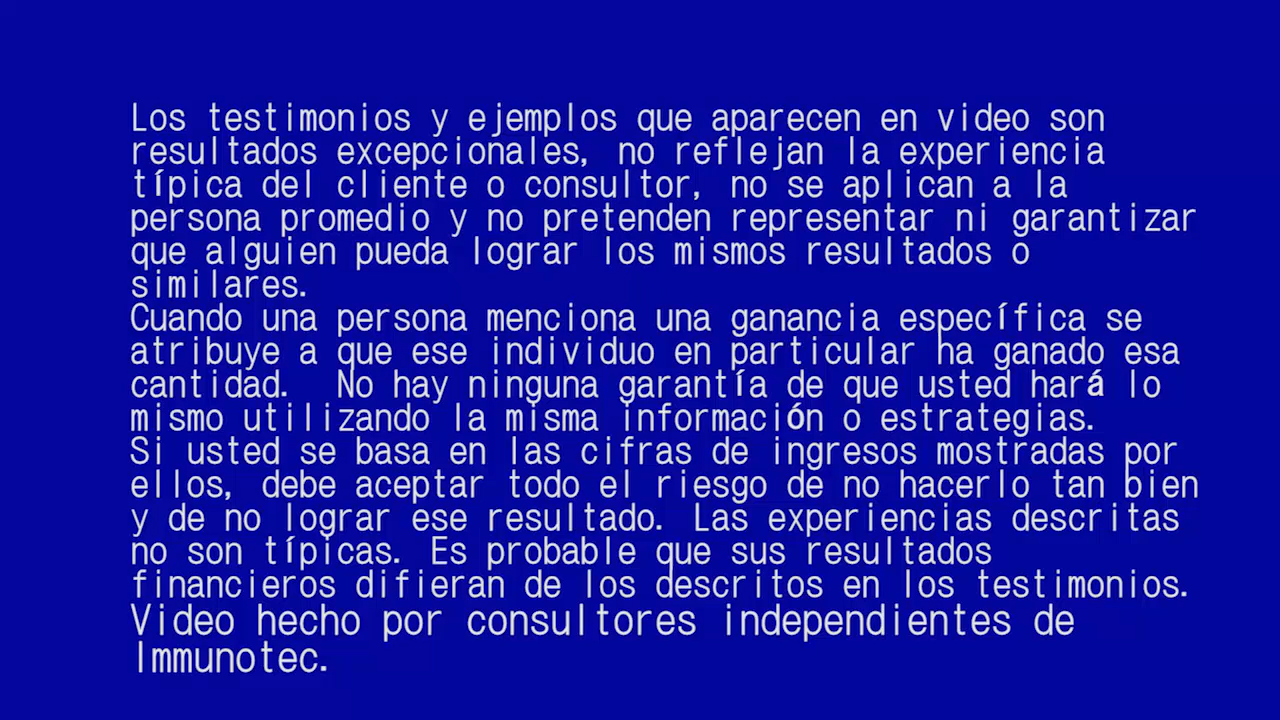 Los testimonios y ejemplos que aparecen en video son
resultados excepcionales, no reflejan la experiencia
típica del cliente o consultor, no se aplican a la
persona promedio y no pretenden representar ni garantizar
que alguien pueda lograr los mismos resultados o
similares.
Cuando una persona menciona una ganancia específica se
atribuye a que ese individuo en particular ha ganado esa
cantidad.  No hay ninguna garantía de que usted hará lo
mismo utilizando la misma información o estrategias.
Si usted se basa en las cifras de ingresos mostradas por
ellos, debe aceptar todo el riesgo de no hacerlo tan bien
y de no lograr ese resultado. Las experiencias descritas
no son típicas. Es probable que sus resultados
financieros difieran de los descritos en los testimonios.
Video hecho por consultores independientes de
Immunotec.